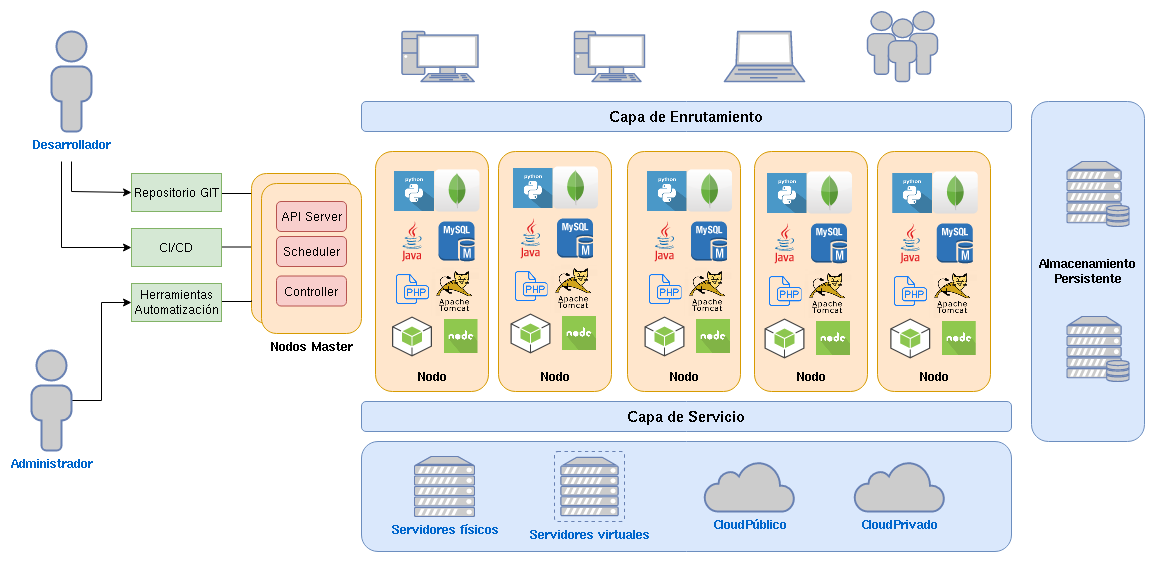 Desarrollador
Repositorio GIT
CI/CD
Herramientas
Automatización
Administrador
API Server
Scheduler
Controller
Nodos Master
Capa de Enrutamiento
python
Java
MySQL
M
PHP
Apache
Tomcat
node
Nodo
python
Java
MySQL
M
PHP
Apache
Tomcat
node
Nodo
python
Java
MySQL
M
PHP
Apache
Tomcat
node
Nodo
python
Java
MySQL
M
PHP
Apache
Tomcat
node
Nodo
python
Java
MySQL
M
PHP
Apache
Tomcat
node
Nodo
Capa de Servicio
Servidores físicos
Servidores virtuales
CloudPúblico
CloudPrivado
Almacenamiento
Persistente